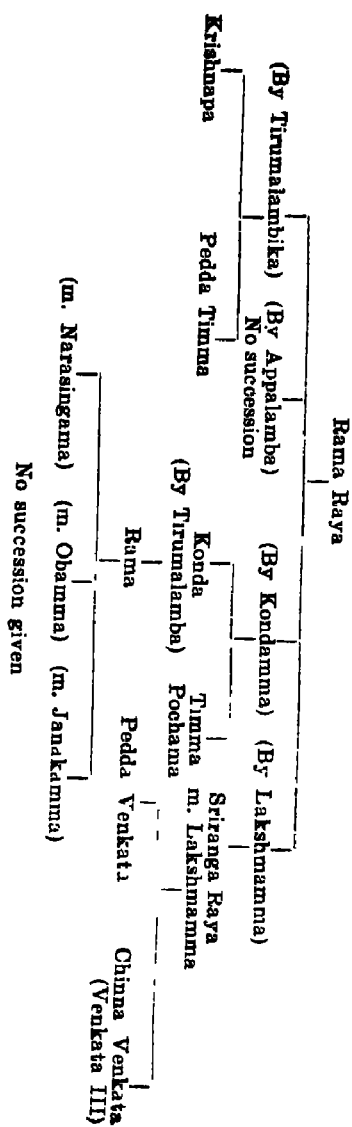 Rama Raya
(By Tirumalambika) (By Appalamba) (By Kondamma) (By Lakshmamma)
No succession
Krishnapa Pedda Timma Konda Timma Sriranga Raya
(By Tirumalamba) Pochama m. Lakshmamma
Rama Pedda Venkata Chinna Venkata
(Venkata III)
(m. Narasingama) (m. Obamma) (m. Janakamma)
No succession given